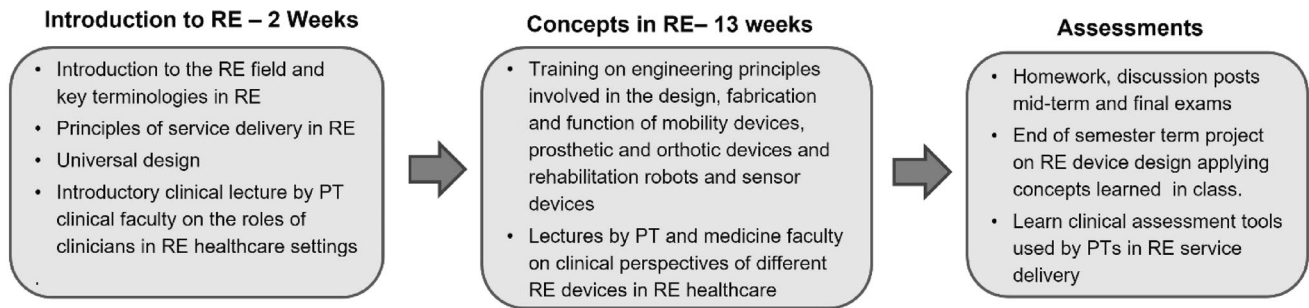 Introduction to RE – 2 Weeks
• Introduction to the RE field and
key terminologies in RE
• Principles of service delivery in RE
• Universal design
• Introductory clinical lecture by PT
clinical faculty on the roles of
clinicians in RE healthcare settings
.
Concepts in RE– 13 weeks
• Training on engineering principles
involved in the design, fabrication
and function of mobility devices,
prosthetic and orthotic devices and
rehabilitation robots and sensor
devices
• Lectures by PT and medicine faculty
on clinical perspectives of different
RE devices in RE healthcare
Assessments
• Homework, discussion posts
mid-term and final exams
• End of semester term project
on RE device design applying
concepts learned in class.
• Learn clinical assessment tools
used by PTs in RE service
delivery